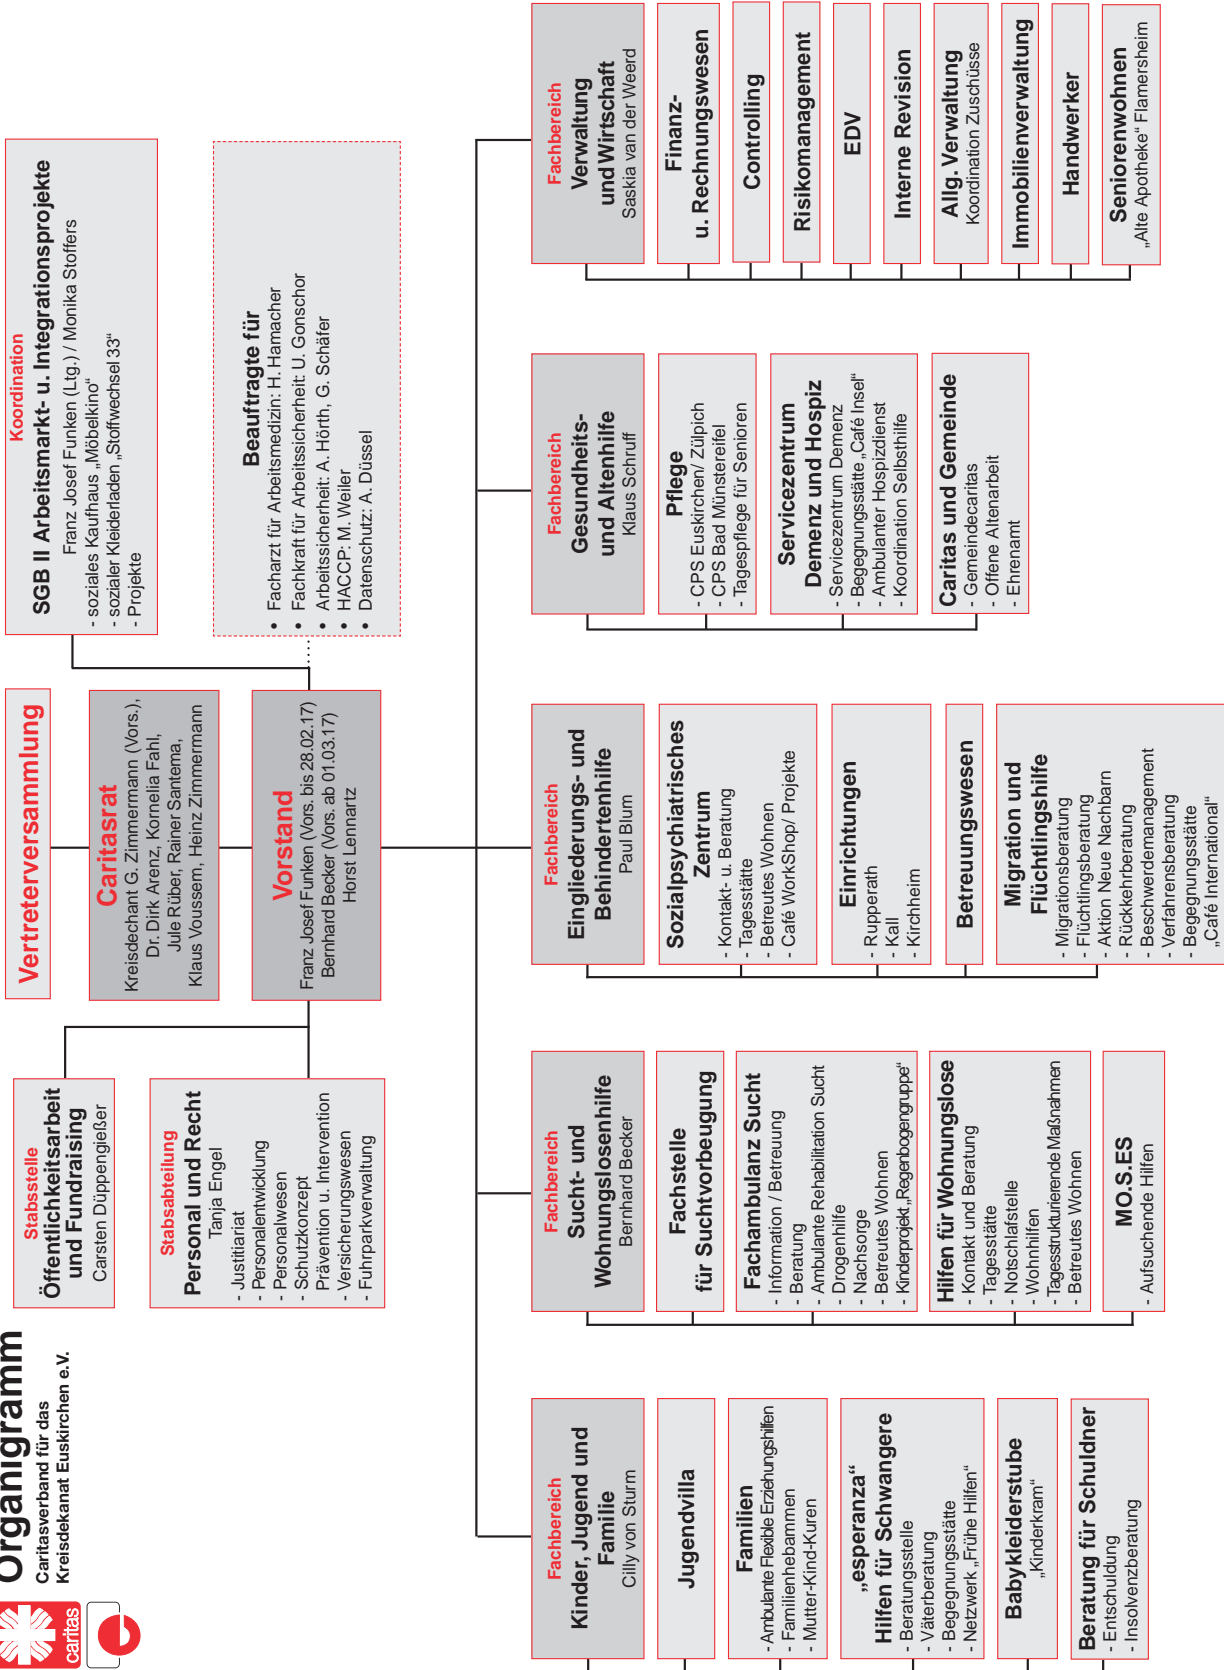 Organigramm
Caritasverband für das
Kreisdekanat Euskirchen e.V.
caritas
Stabsstelle
Öffentlichkeitsarbeit
und Fundraising
Carsten Düppengießer
Stabsabteilung
Personal und Recht
Tanja Engel
- Justitiariat
- Personalentwicklung
- Personalwesen
- Schutzkonzept
Prävention u. Intervention
- Versicherungswesen
- Fuhrparkverwaltung
Vertreterversammlung
Caritasrat
Kreisdechant G. Zimmermann (Vors.),
Dr. Dirk Arenz, Kornelia Fahl,
Jule Rüber, Rainer Santema,
Klaus Voussem, Heinz Zimmermann
Vorstand
Franz Josef Funken (Vors. bis 28.02.17)
Bernhard Becker (Vors. ab 01.03.17)
Horst Lennartz
Koordination
SGB II Arbeitsmarkt- u. Integrationsprojekte
Franz Josef Funken (Ltg.) / Monika Stoffers
- soziales Kaufhaus „Möbelkino“
- sozialer Kleiderladen „Stoffwechsel 33“
- Projekte
Beauftragte für
• Facharzt für Arbeitsmedizin: H. Hamacher
• Fachkraft für Arbeitssicherheit: U. Gonschor
• Arbeitssicherheit: A. Hörth, G. Schäfer
• HACCP: M. Weiler
• Datenschutz: A. Düssel
Fachbereich
Kinder, Jugend und
Familie
Cilly von Sturm
Jugendvilla
Familien
- Ambulante Flexible Erziehungshilfen
- Familienhebammen
- Mutter-Kind-Kuren
„esperanza“
Hilfen für Schwangere
- Beratungsstelle
- Väterberatung
- Begegnungsstätte
- Netzwerk „Frühe Hilfen“
Babykleiderstube
„Kinderkram“
Beratung für Schuldner
- Entschuldung
- Insolvenzberatung
Fachbereich
Sucht- und
Wohnungslosenhilfe
Bernhard Becker
Fachstelle
für Suchtvorbeugung
Fachambulanz Sucht
- Information / Betreuung
- Beratung
- Ambulante Rehabilitation Sucht
- Drogenhilfe
- Nachsorge
- Betreutes Wohnen
- Kinderprojekt „Regenbogengruppe“
Hilfen für Wohnungslose
- Kontakt und Beratung
- Tagesstätte
- Notschlafstelle
- Wohnhilfen
- Tagesstrukturierende Maßnahmen
- Betreutes Wohnen
MO.S.ES
- Aufsuchende Hilfen
Fachbereich
Eingliederungs- und
Behindertenhilfe
Paul Blum
Sozialpsychiatrisches
Zentrum
- Kontakt- u. Beratung
- Tagesstätte
- Betreutes Wohnen
- Café WorkShop/ Projekte
Einrichtungen
- Rupperath
- Kall
- Kirchheim
Betreuungswesen
Migration und
Flüchtlingshilfe
- Migrationsberatung
- Flüchtlingsberatung
- Aktion Neue Nachbarn
- Rückkehrberatung
- Beschwerdemanagement
- Verfahrensberatung
- Begegnungsstätte
„Café International“
Fachbereich
Gesundheits-
und Altenhilfe
Klaus Schruff
Pflege
- CPS Euskirchen/ Zülpich
- CPS Bad Münstereifel
- Tagespflege für Senioren
Servicezentrum
Demenz und Hospiz
- Servicezentrum Demenz
- Begegnungsstätte „Café Insel“
- Ambulanter Hospizdienst
- Koordination Selbsthilfe
Caritas und Gemeinde
- Gemeindecaritas
- Offene Altenarbeit
- Ehrenamt
Fachbereich
Verwaltung
und Wirtschaft
Saskia van der Weerd
Finanz-
u. Rechnungswesen
Controlling
Risikomanagement
EDV
Interne Revision
Allg. Verwaltung
Koordination Zuschüsse
Immobilienverwaltung
Handwerker
Seniorenwohnen
„Alte Apotheke“ Flamersheim